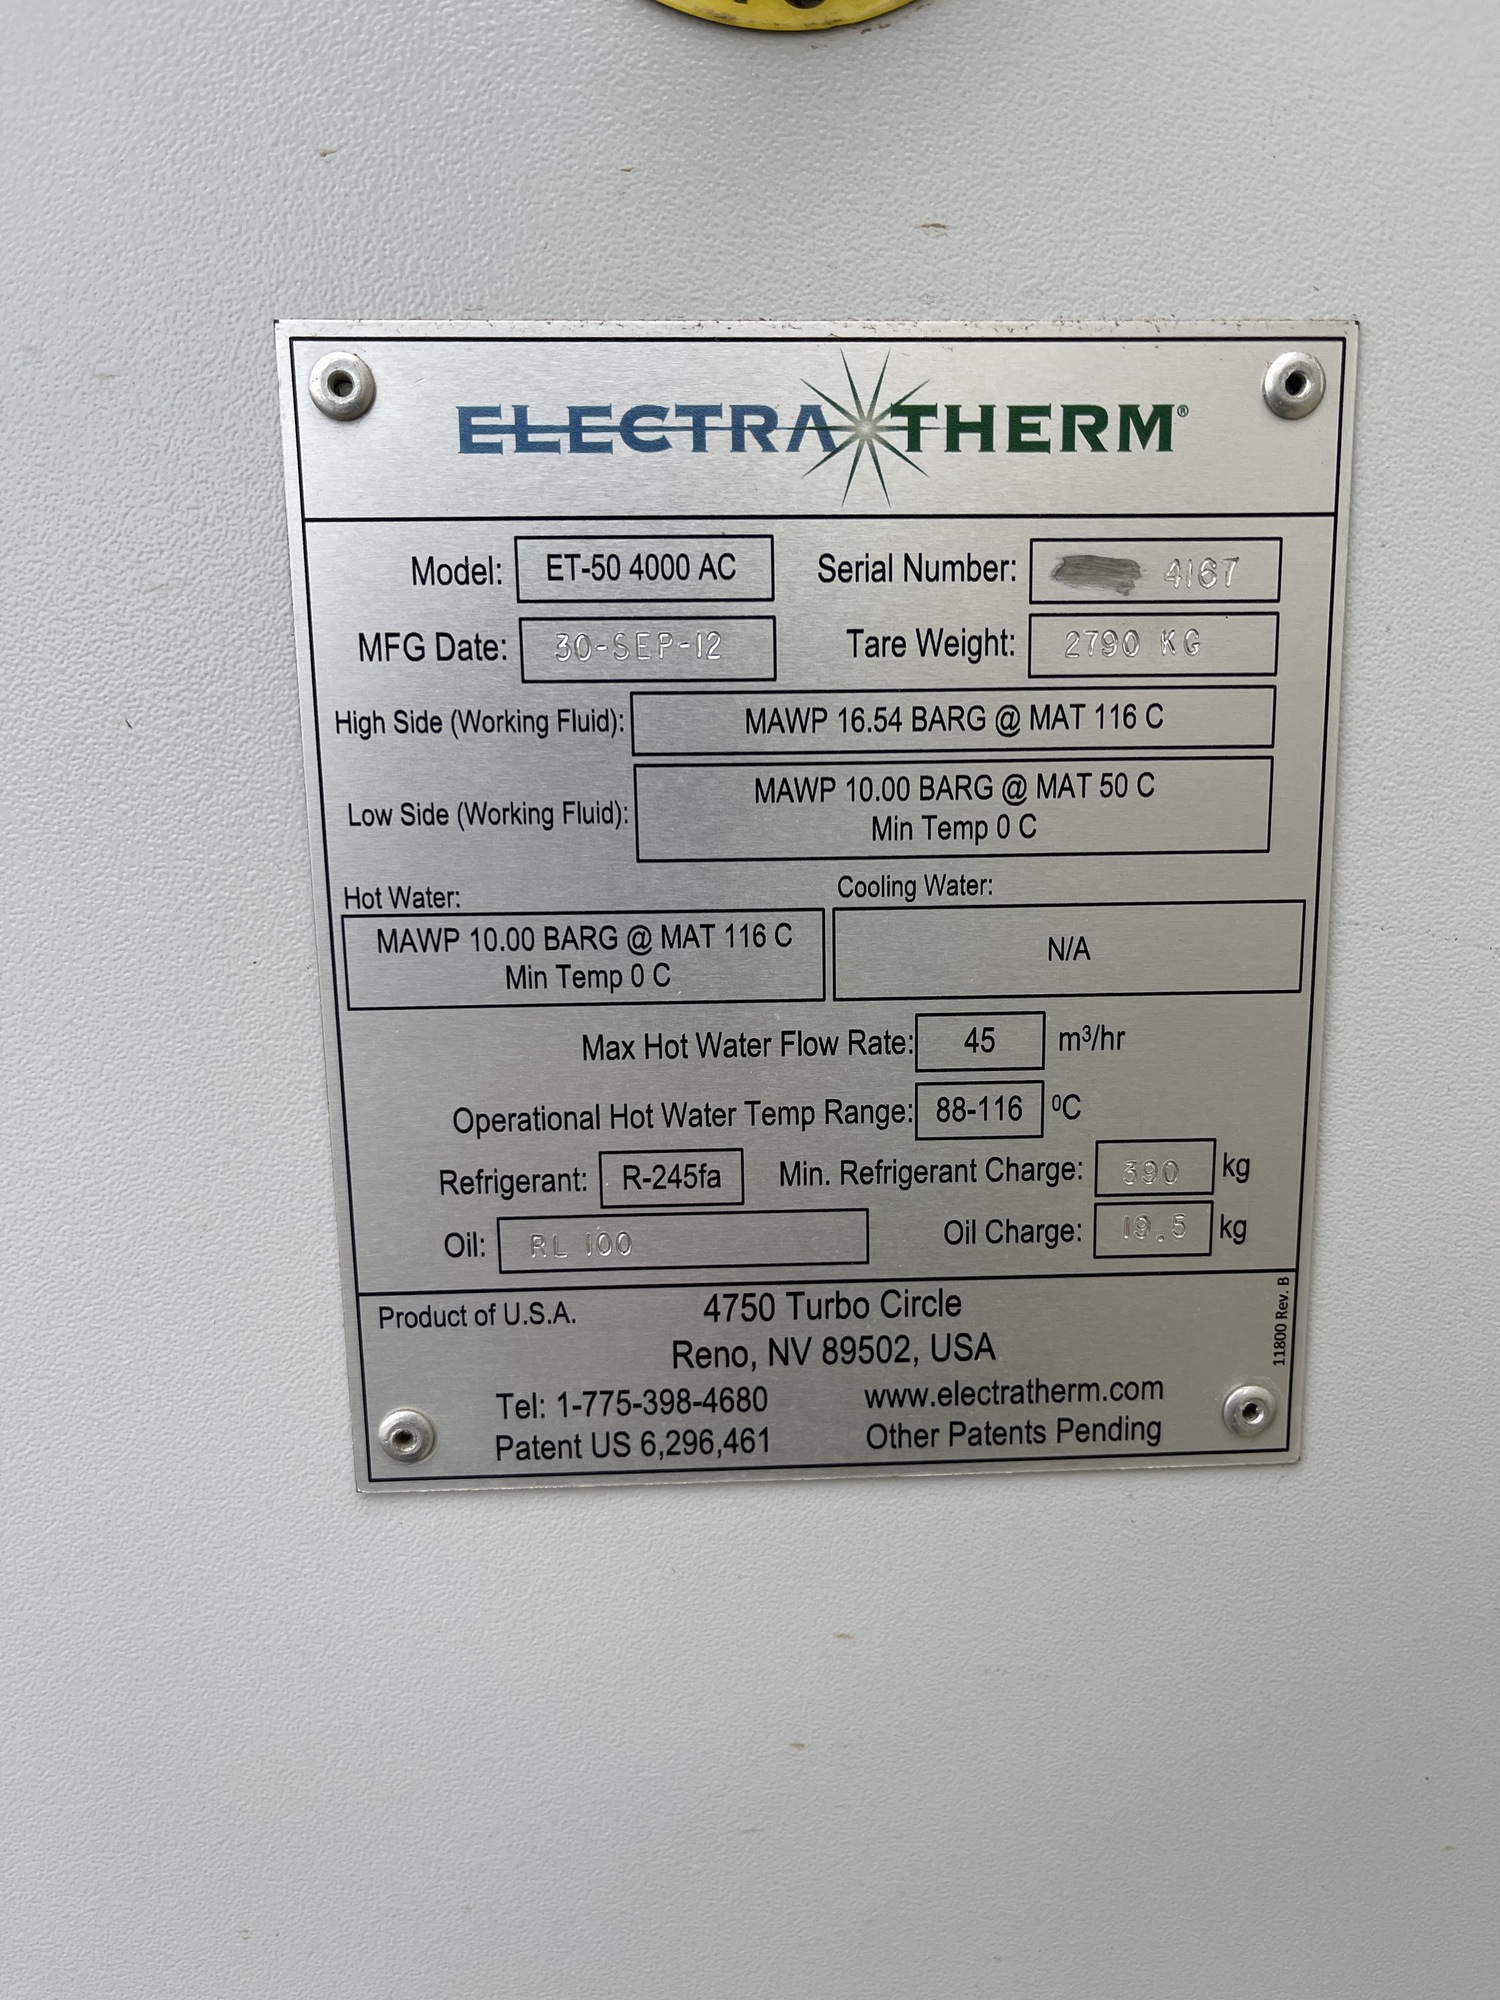 ELECTRATHERM®
Model: ET-50 4000 AC Serial Number: 4167
MFG Date: 30-SEP-12 Tare Weight: 2790 KG
High Side (Working Fluid): MAWP 16.54 BARG @ MAT 116 C
Low Side (Working Fluid): MAWP 10.00 BARG @ MAT 50 C
Min Temp 0 C
Hot Water: Cooling Water:
MAWP 10.00 BARG @ MAT 116 C N/A
Min Temp 0 C
Max Hot Water Flow Rate: 45 m³/hr
Operational Hot Water Temp Range: 88-116 ⁰C
Refrigerant: R-245fa Min. Refrigerant Charge: 390 kg
Oil: RL 100 Oil Charge: 19.5 kg
Product of U.S.A. 4750 Turbo Circle
Reno, NV 89502, USA
Tel: 1-775-398-4680 www.electratherm.com
Patent US 6,296,461 Other Patents Pending
11800 Rev. B